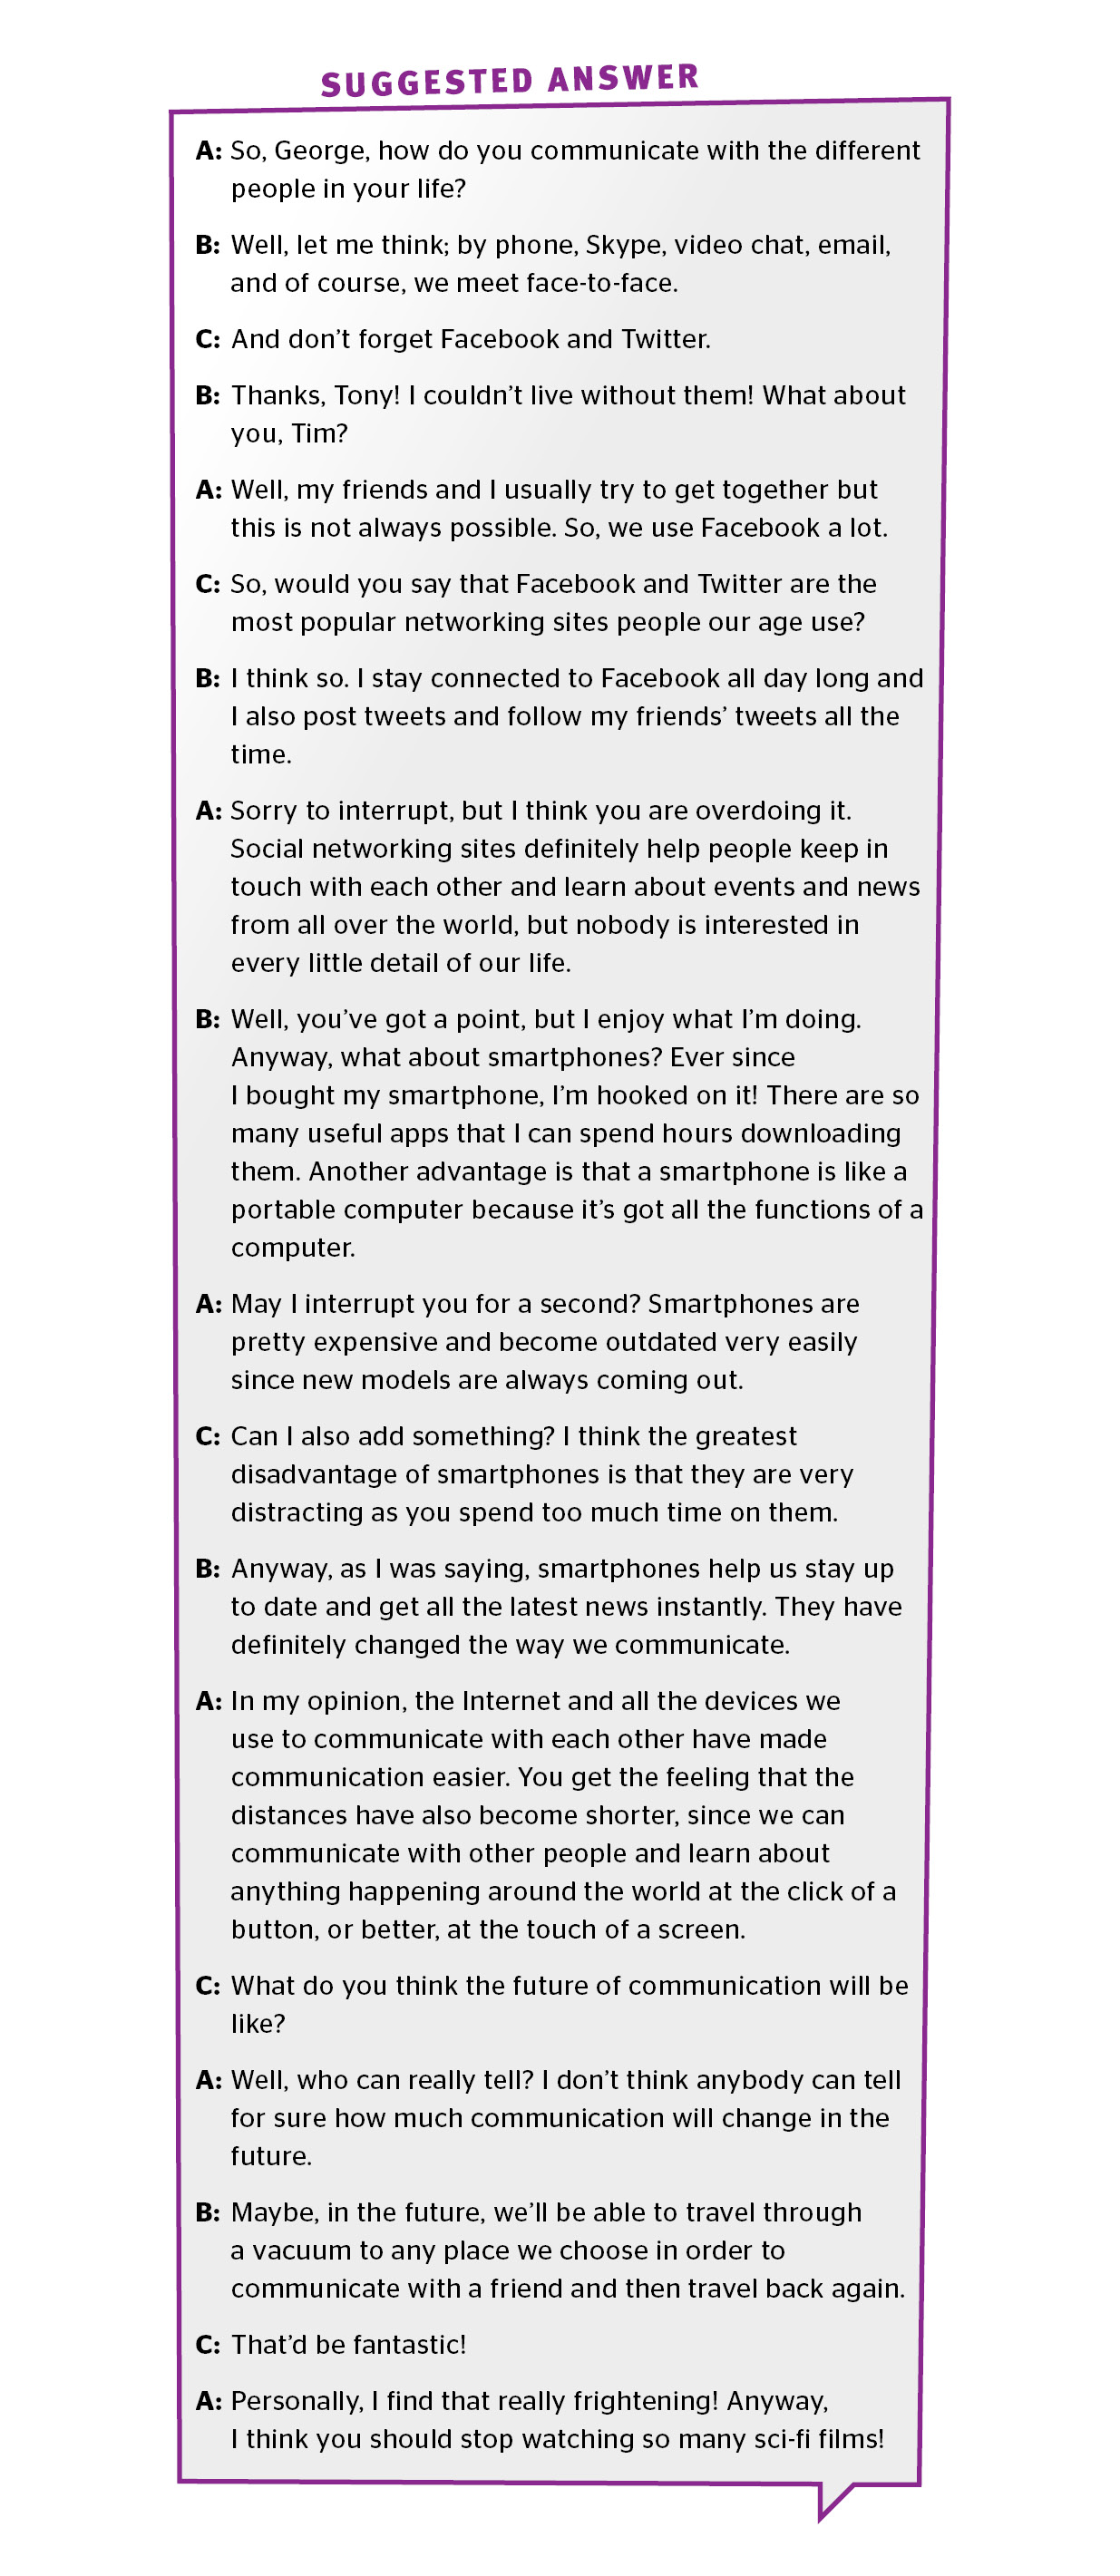 SUGGESTED ANSWER
A: So, George, how do you communicate with the different
people in your life?
B: Well, let me think; by phone, Skype, video chat, email,
and of course, we meet face-to-face.
C: And don’t forget Facebook and Twitter.
B: Thanks, Tony! I couldn’t live without them! What about
you, Tim?
A: Well, my friends and I usually try to get together but
this is not always possible. So, we use Facebook a lot.
C: So, would you say that Facebook and Twitter are the
most popular networking sites people our age use?
B: I think so. I stay connected to Facebook all day long and
I also post tweets and follow my friends’ tweets all the
time.
A: Sorry to interrupt, but I think you are overdoing it.
Social networking sites definitely help people keep in
touch with each other and learn about events and news
from all over the world, but nobody is interested in
every little detail of our life.
B: Well, you’ve got a point, but I enjoy what I’m doing.
Anyway, what about smartphones? Ever since
I bought my smartphone, I’m hooked on it! There are so
many useful apps that I can spend hours downloading
them. Another advantage is that a smartphone is like a
portable computer because it’s got all the functions of a
computer.
A: May I interrupt you for a second? Smartphones are
pretty expensive and become outdated very easily
since new models are always coming out.
C: Can I also add something? I think the greatest
disadvantage of smartphones is that they are very
distracting as you spend too much time on them.
B: Anyway, as I was saying, smartphones help us stay up
to date and get all the latest news instantly. They have
definitely changed the way we communicate.
A: In my opinion, the Internet and all the devices we
use to communicate with each other have made
communication easier. You get the feeling that the
distances have also become shorter, since we can
communicate with other people and learn about
anything happening around the world at the click of a
button, or better, at the touch of a screen.
C: What do you think the future of communication will be
like?
A: Well, who can really tell? I don’t think anybody can tell
for sure how much communication will change in the
future.
B: Maybe, in the future, we’ll be able to travel through
a vacuum to any place we choose in order to
communicate with a friend and then travel back again.
C: That’d be fantastic!
A: Personally, I find that really frightening! Anyway,
I think you should stop watching so many sci-fi films!